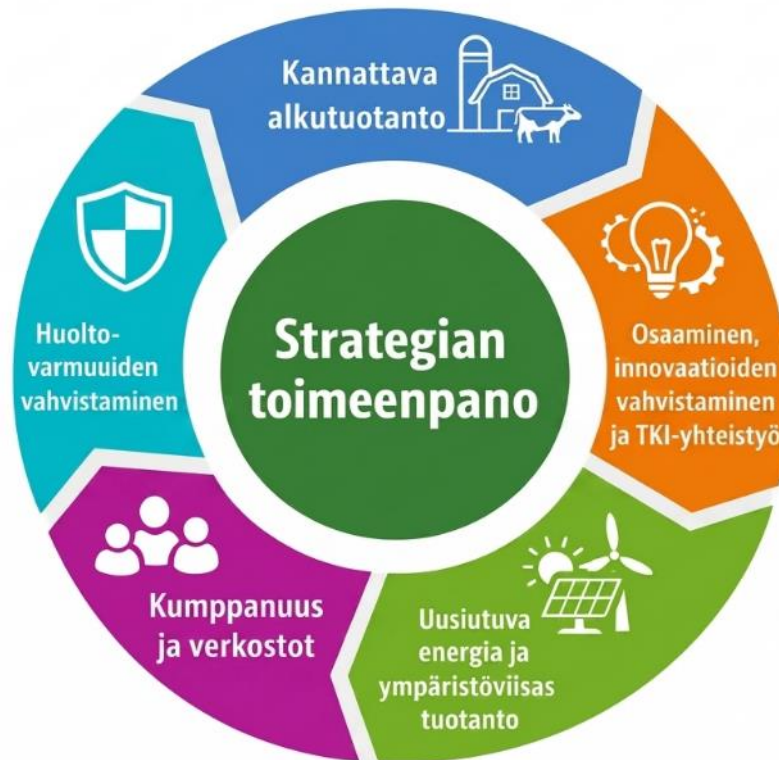 Kannattava
alkutuotanto
Osaaminen,
innovaatioiden
vahvistaminen
ja TKI-yhteistyö
Uusiutuva
energia ja
ympäristöviisas
tuotanto
Kumppanuus
ja verkostot
Huolto-
varmuuiden
vahvistaminen
Strategian
toimeenpano